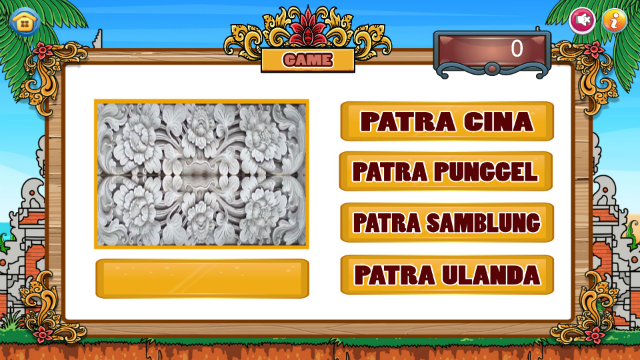 GAME
0
PATRA CINA
PATRA PUNGGEL
PATRA SAMBLUNG
PATRA ULANDA